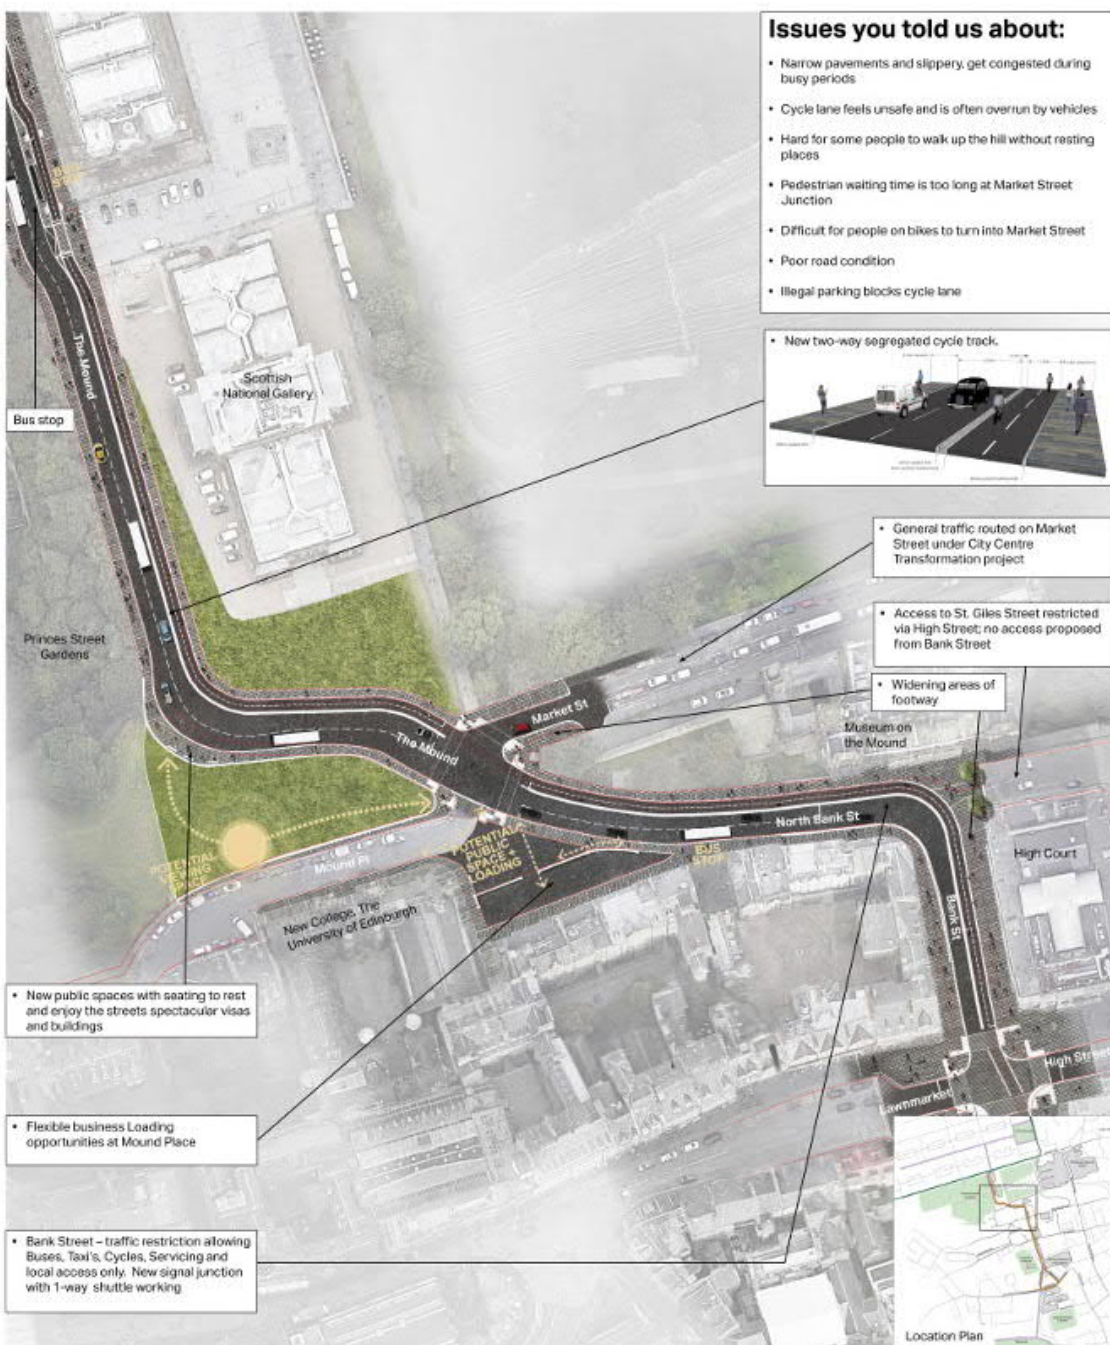 Issues you told us about:
• Narrow pavements and slippery, get congested during
busy periods
• Cycle lane feels unsafe and is often overrun by vehicles
• Hard for some people to walk up the hill without resting
places
• Pedestrian waiting time is too long at Market Street
Junction
• Difficult for people on bikes to turn into Market Street
• Poor road condition
• Illegal parking blocks cycle lane
• New two-way segregated cycle track.
BUS
STOP
The Mound
Scottish
National Gallery
Bus stop
• General traffic routed on Market
Street under City Centre
Transformation project
Princes Street
Gardens
• Access to St. Giles Street restricted
via High Street; no access proposed
from Bank Street
• Widening areas of
footway
Market St
Museum on
the Mound
The Mound
North Bank St
POTENTIAL
PUBLIC
SPACE +
LOADING
BUS
STOP
High Court
POTENTIAL
Mound Pl
New College, The
University of Edinburgh
Bank St
• New public spaces with seating to rest
and enjoy the streets spectacular visas
and buildings
High Street
Lawnmarket
• Flexible business Loading
opportunities at Mound Place
• Bank Street – traffic restriction allowing
Buses, Taxi's, Cycles, Servicing and
local access only. New signal junction
with 1-way shuttle working
Location Plan